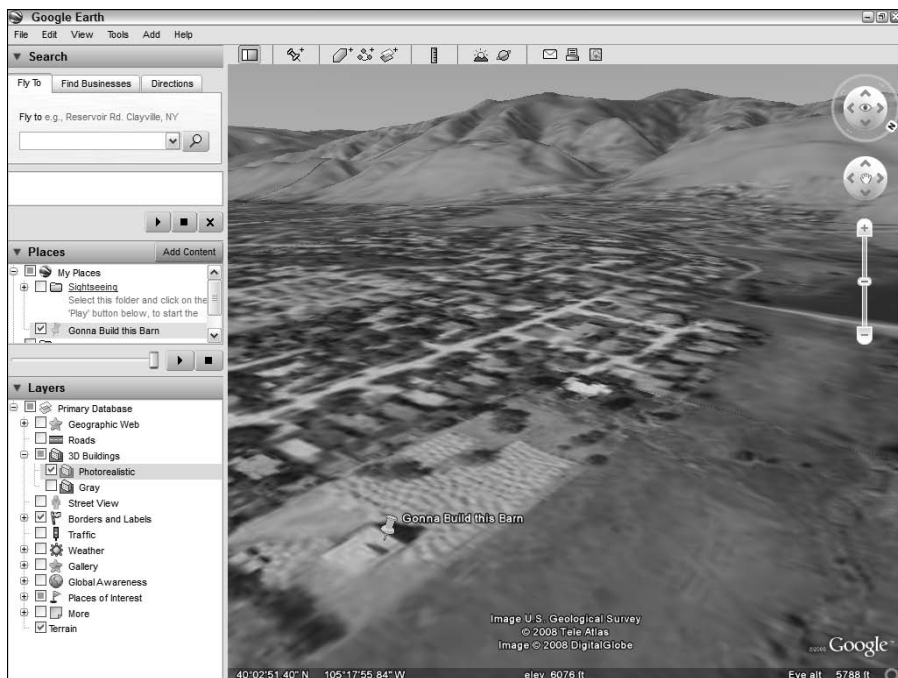 Google Earth
File Edit View Tools Add Help
Search
Fly To Find Businesses Directions
Fly to e.g., Reservoir Rd. Clayville, NY
Places Add Content
My Places
Sightseeing
Select this folder and click on the
'Play' button below, to start the
Gonna Build this Barn
Layers
Primary Database
Geographic Web
Roads
3D Buildings
Photorealistic
Gray
Street View
Borders and Labels
Traffic
Weather
Gallery
Global Awareness
Places of Interest
More
Terrain
N
Gonna Build this Barn
Image U.S. Geological Survey
© 2008 Tele Atlas
Image © 2008 DigitalGlobe
Google
40°02'51.40" N 105°17'55.84" W elev 6076 ft Eye alt 5788 ft